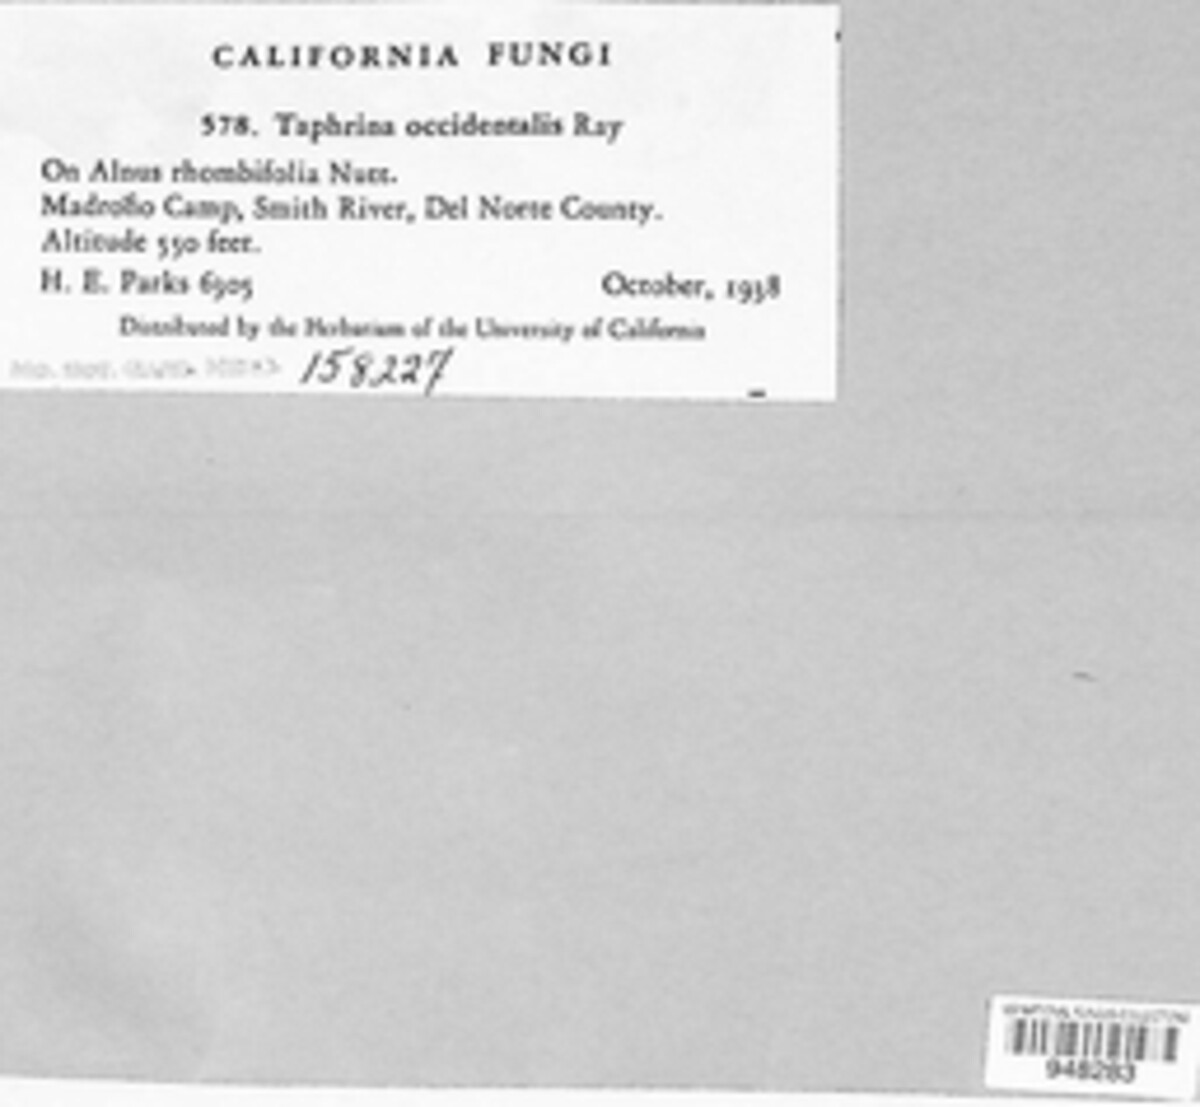 CALIFORNIA FUNGI
578. Taphrina occidentalis Ray
On Alnus rhombifolia Nutt.
Madroño Camp, Smith River, Del Norte County.
Altitude 550 feet.
H. E. Parks 6905
October, 1938
Distributed by the Herbarium of the University of California
158227
948283